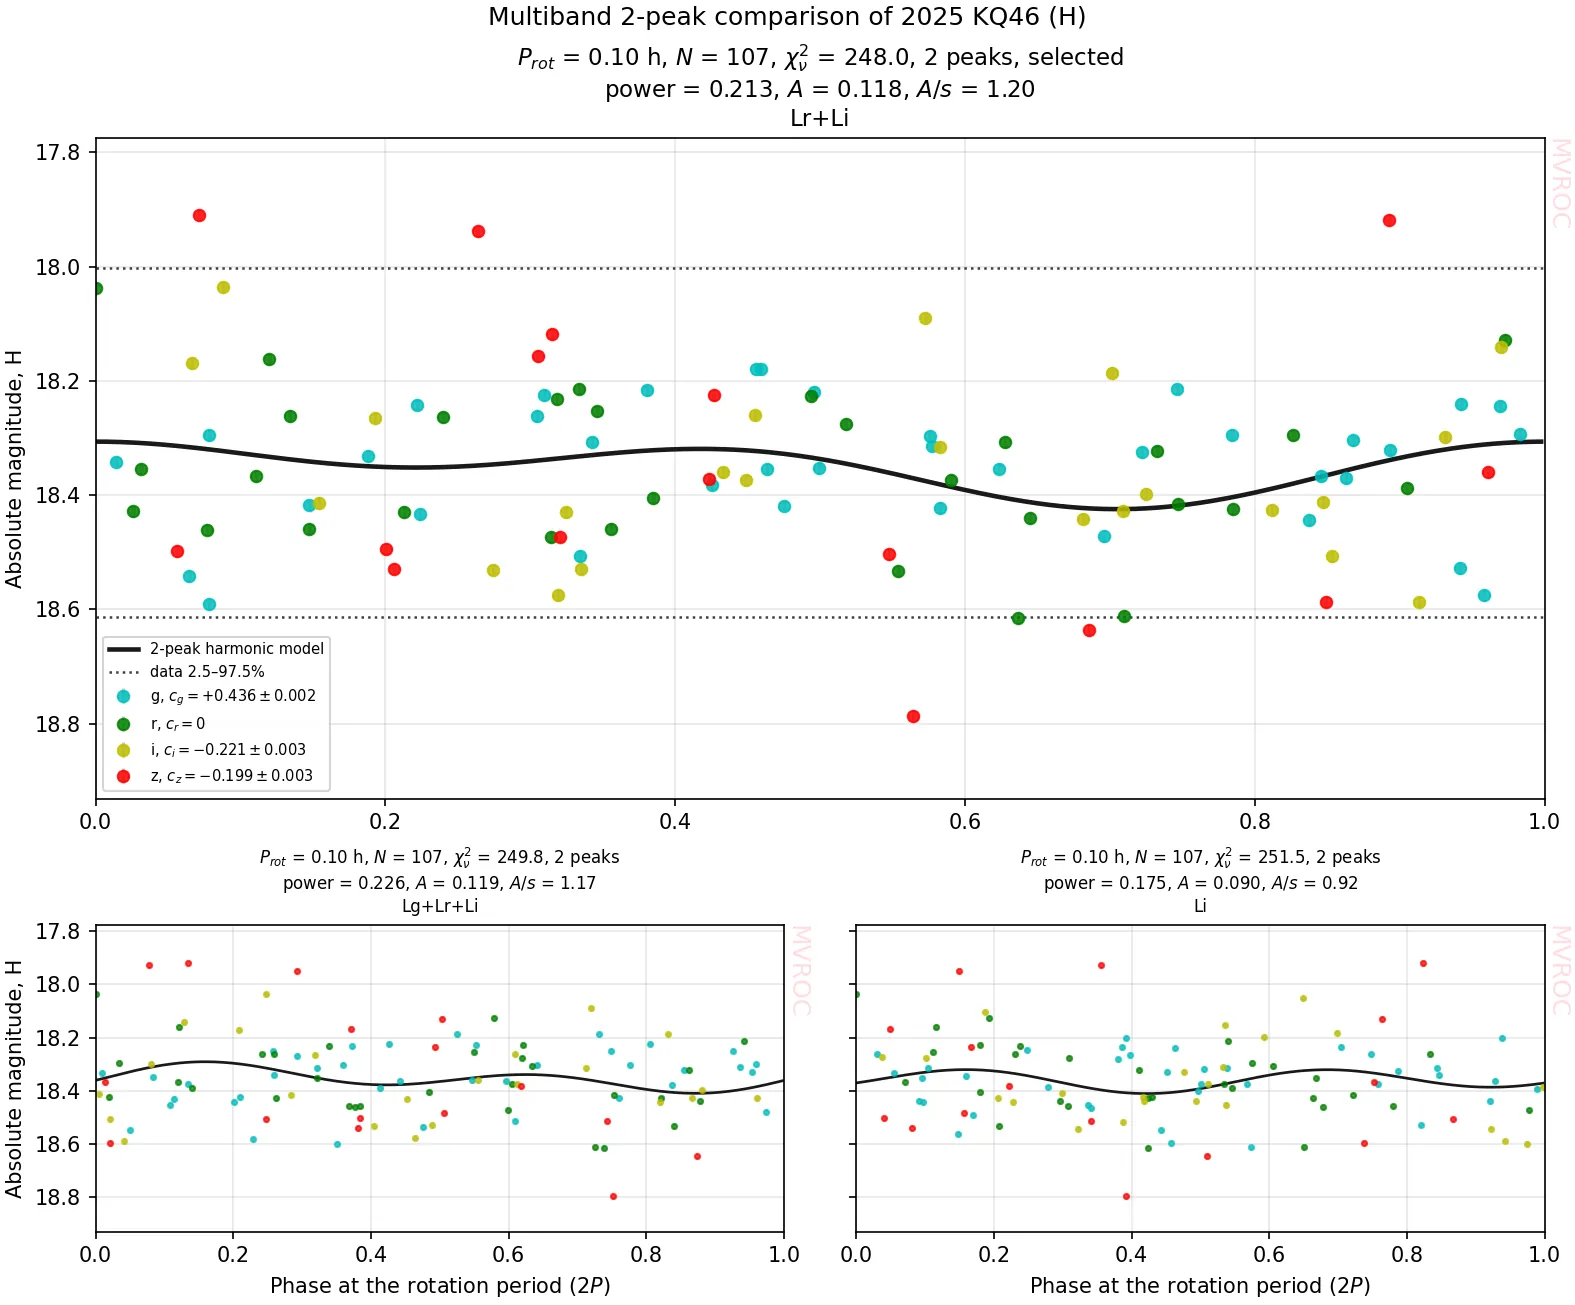 Multiband 2-peak comparison of 2025 KQ46 (H)
P_rot = 0.10 h, N = 107, χ²_ν = 248.0, 2 peaks, selected
power = 0.213, A = 0.118, A/s = 1.20
Lr+Li
MVROC
Absolute magnitude, H
17.8
18.0
18.2
18.4
18.6
18.8
2-peak harmonic model
data 2.5–97.5%
g, c_g = +0.436 ± 0.002
r, c_r = 0
i, c_i = −0.221 ± 0.003
z, c_z = −0.199 ± 0.003
0.0 0.2 0.4 0.6 0.8 1.0
P_rot = 0.10 h, N = 107, χ²_ν = 249.8, 2 peaks
power = 0.226, A = 0.119, A/s = 1.17
Lg+Lr+Li
MVROC
Absolute magnitude, H
17.8
18.0
18.2
18.4
18.6
18.8
0.0 0.2 0.4 0.6 0.8 1.0
Phase at the rotation period (2P)
P_rot = 0.10 h, N = 107, χ²_ν = 251.5, 2 peaks
power = 0.175, A = 0.090, A/s = 0.92
Li
MVROC
0.0 0.2 0.4 0.6 0.8 1.0
Phase at the rotation period (2P)